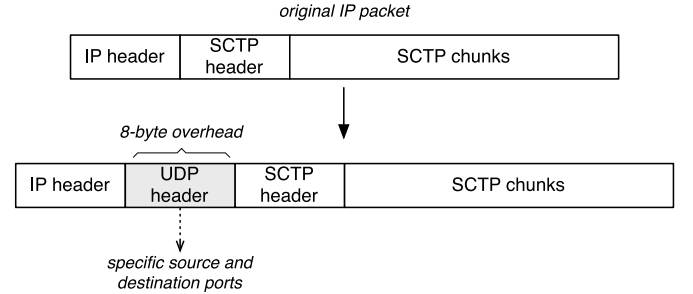 original IP packet
IP header
SCTP
header
SCTP chunks
8-byte overhead
IP header
UDP
header
SCTP
header
SCTP chunks
specific source and
destination ports